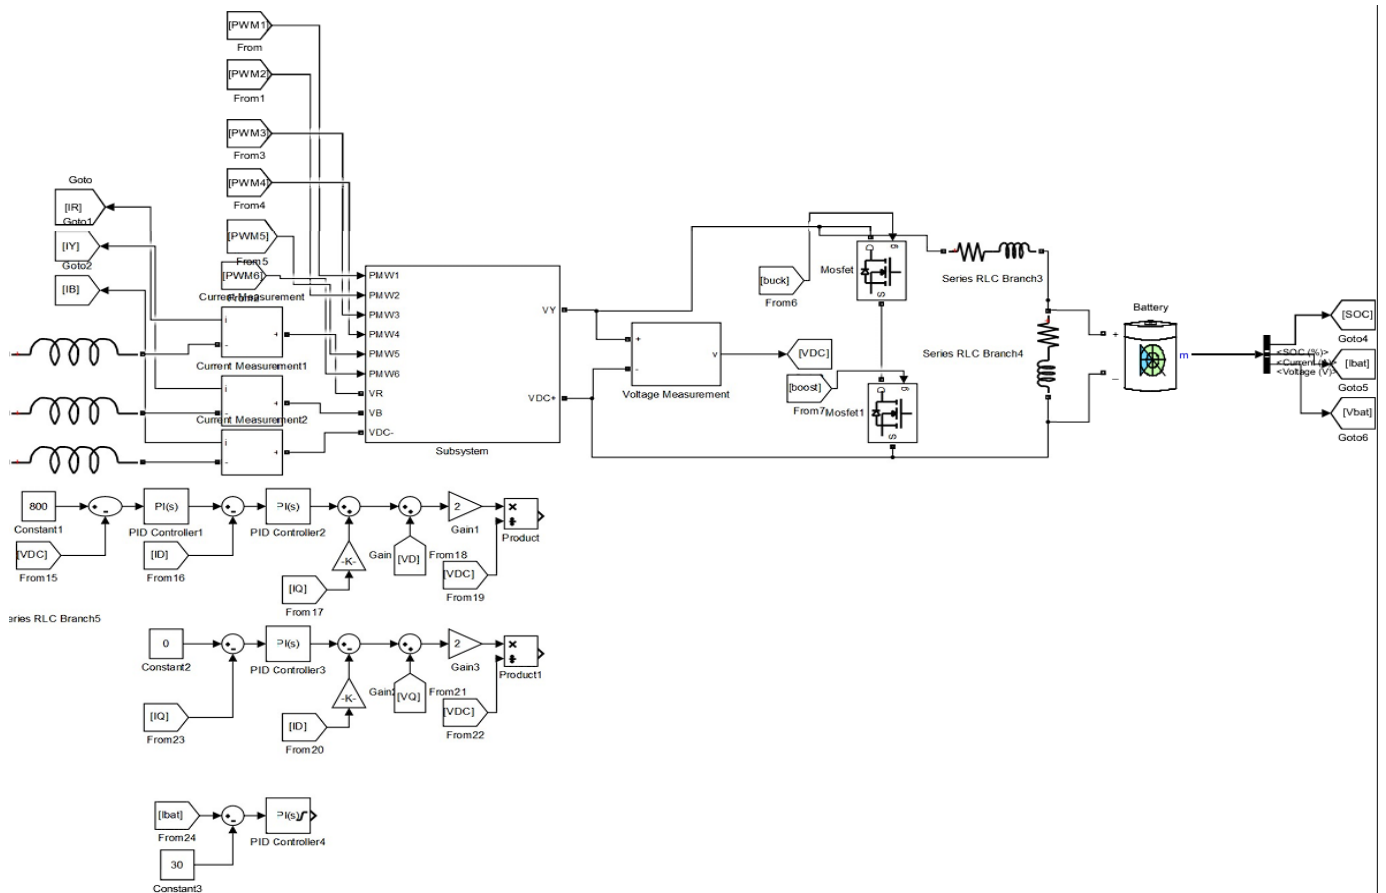 [PWM1]
From
[PWM2]
From1
[PWM3]
From3
[PWM4]
From4
[PWM5]
From5
[PWM6]
Goto
[IR]
Goto1
[IY]
Goto2
[IB]
Current Measurement
i
+
-
Current Measurement1
i
+
-
Current Measurement2
i
+
-
PMW1
PMW2
PMW3
PMW4
PMW5
PMW6
VR
VB
VDC-
VY
VDC+
Subsystem
+
-
v
Voltage Measurement
[VDC]
[buck]
From6
[boost]
From7
Mosfet
g
D
S
Mosfet1
g
D
S
Series RLC Branch3
Series RLC Branch4
Battery
+
-
m
<SOC (%)>
<Current (A)>
<Voltage (V)>
[SOC]
Goto4
[Ibat]
Goto5
[Vbat]
Goto6
800
Constant1
[VDC]
From15
PI(s)
PID Controller1
[ID]
From16
PI(s)
PID Controller2
-K-
Gain
[IQ]
From17
[VD]
From18
2
Gain1
[VDC]
From19
Product
eries RLC Branch5
0
Constant2
[IQ]
From23
PI(s)
PID Controller3
-K-
[ID]
From20
[VQ]
From21
2
Gain3
[VDC]
From22
Product1
[Ibat]
From24
30
Constant3
PI(s)
PID Controller4